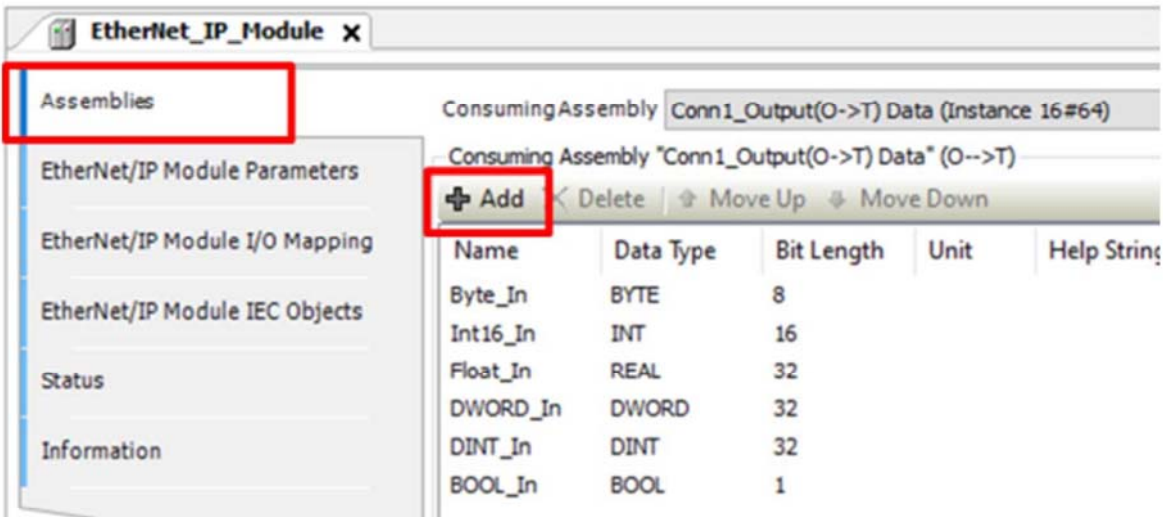 EtherNet_IP_Module X
Assemblies
EtherNet/IP Module Parameters
EtherNet/IP Module I/O Mapping
EtherNet/IP Module IEC Objects
Status
Information
Consuming Assembly Conn1_Output(O->T) Data (Instance 16#64)
Consuming Assembly "Conn1_Output(O->T) Data" (O-->T)
Add Delete Move Up Move Down
Name Data Type Bit Length Unit Help String
Byte_In BYTE 8
Int16_In INT 16
Float_In REAL 32
DWORD_In DWORD 32
DINT_In DINT 32
BOOL_In BOOL 1